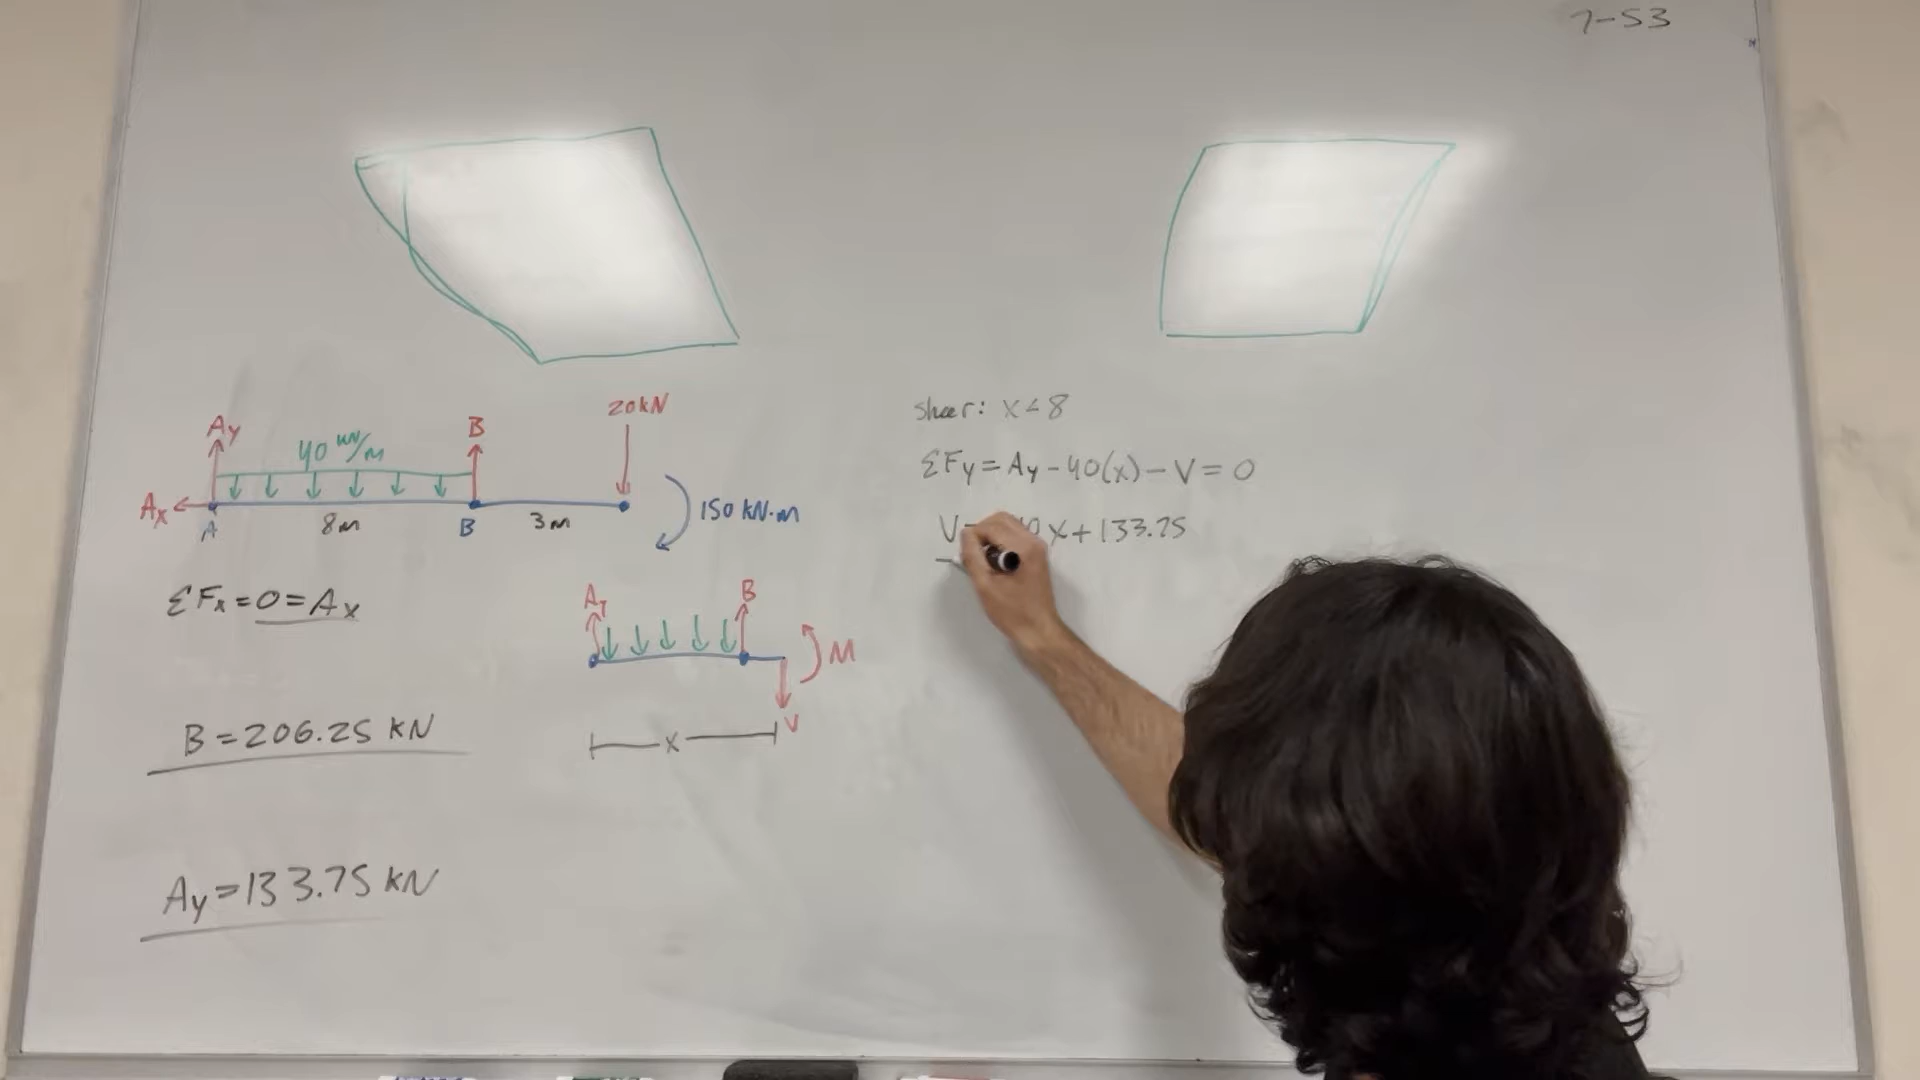 7-53
20kN
Ay
B
40 kN/m
Ax
A
8m
B
3m
150 kN·m
ΣFx=0=Ax
Ay
B
M
V
x
B=206.25 KN
Ay=133.75 KN
shear: x<8
ΣFy=Ay-40(x)-V=0
V= x+133.75